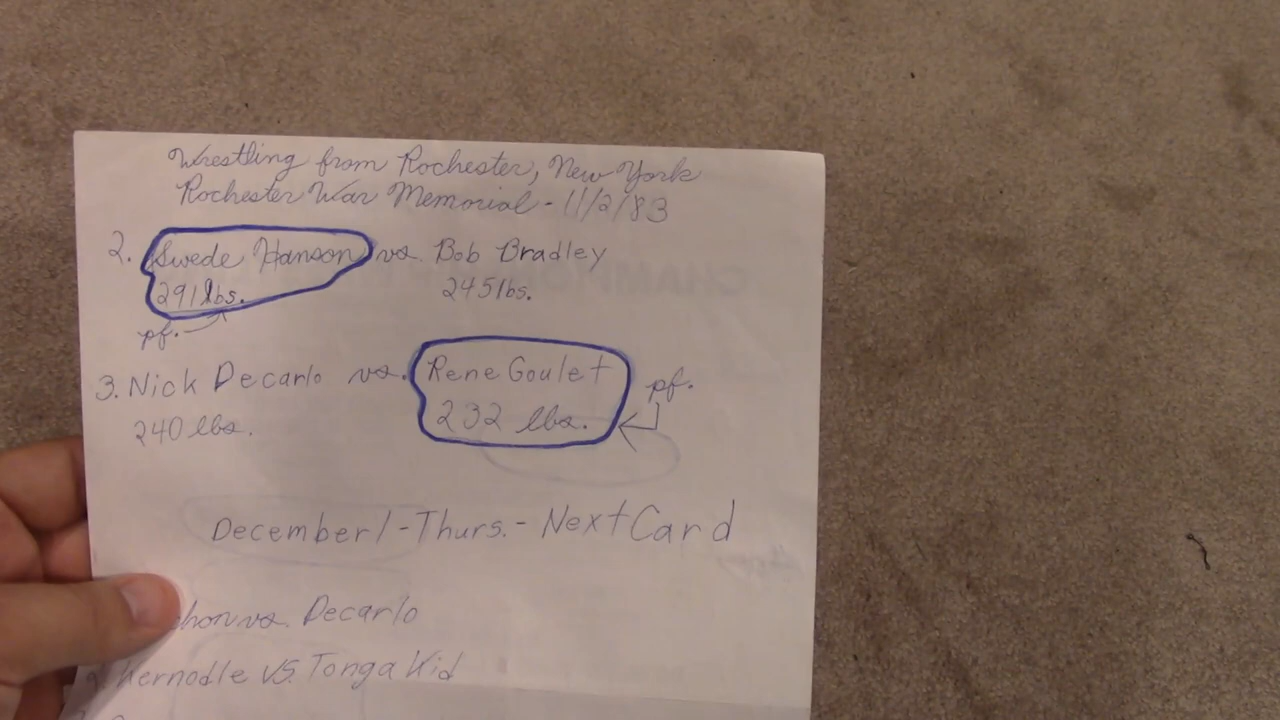 Wrestling from Rochester, New York
Rochester War Memorial - 11/2/83
2. Swede Hanson vs. Bob Bradley
291 lbs. 245 lbs.
pf.
3. Nick Decarlo vs. Rene Goulet pf.
240 lbs. 232 lbs.
December 1 - Thurs. - Next Card
vs. Decarlo
Kernodle VS. Tonga Kid